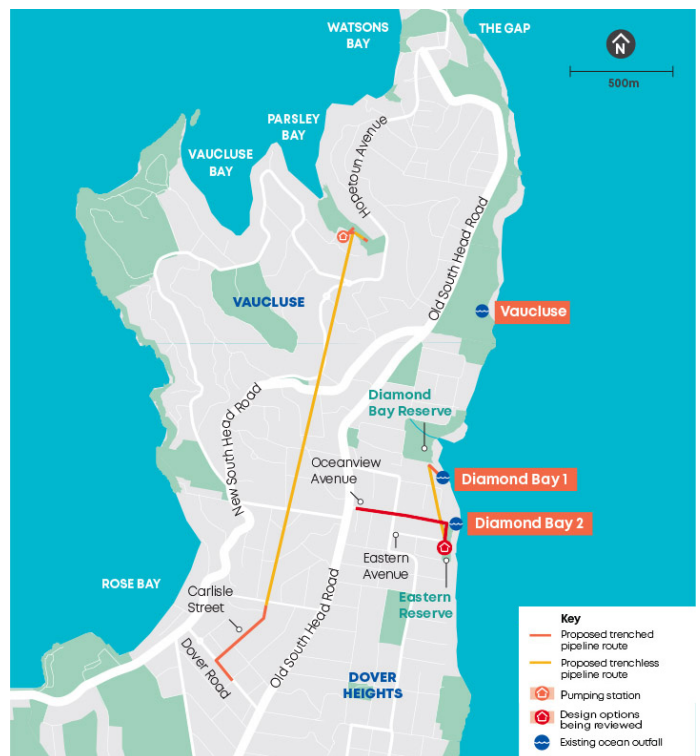 WATSONS
BAY
THE GAP
N
500m
PARSLEY
BAY
VAUCLUSE
BAY
Hopetoun Avenue
Old South Head Road
VAUCLUSE
Vaucluse
Diamond
Bay Reserve
New South Head Road
Oceanview
Avenue
Diamond Bay 1
Diamond Bay 2
Eastern
Avenue
Eastern
Reserve
ROSE BAY
Carlisle
Street
Dover Road
Old South Head Road
DOVER
HEIGHTS
Key
Proposed trenched
pipeline route
Proposed trenchless
pipeline route
Pumping station
Design options
being reviewed
Existing ocean outfall